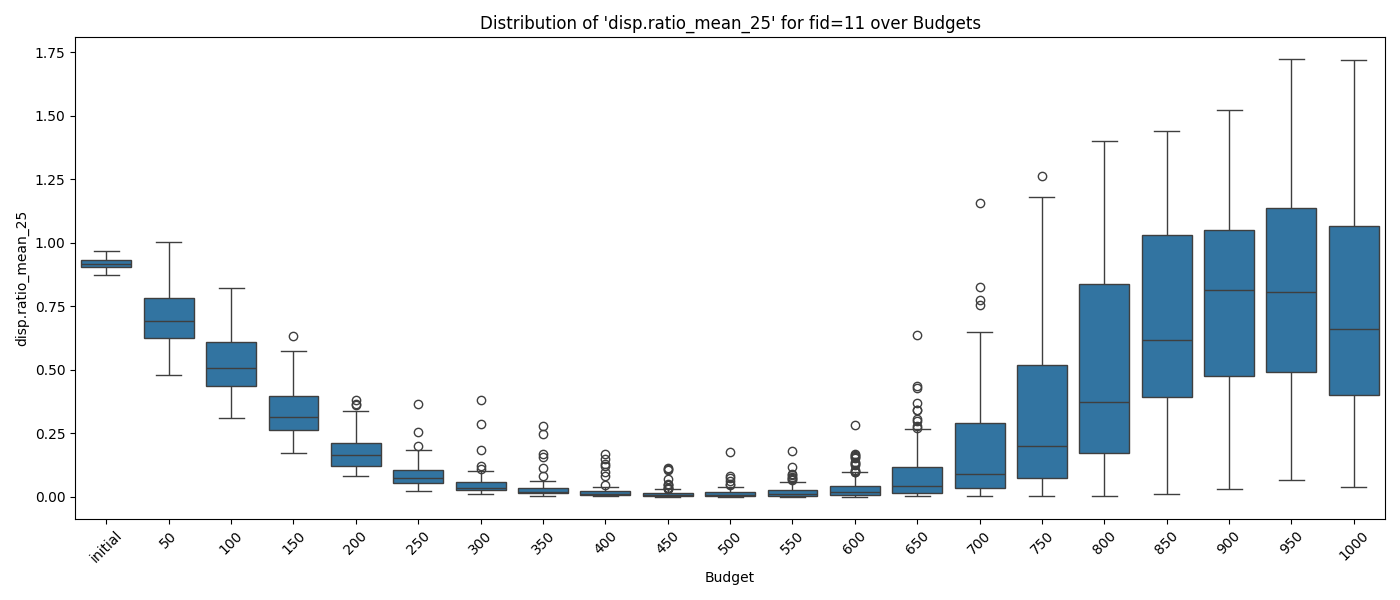 Distribution of 'disp.ratio_mean_25' for fid=11 over Budgets
disp.ratio_mean_25
1.75
1.50
1.25
1.00
0.75
0.50
0.25
0.00
initial 50 100 150 200 250 300 350 400 450 500 550 600 650 700 750 800 850 900 950 1000
Budget